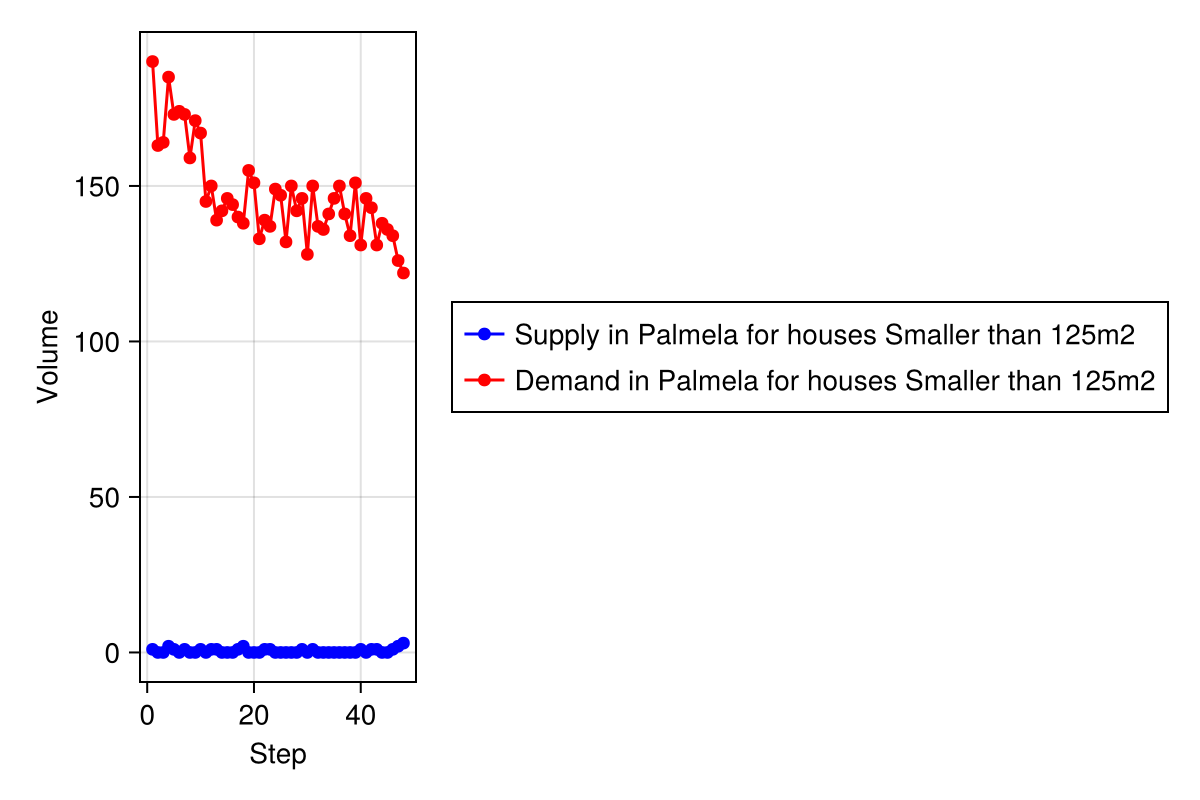 150
100
50
0
Volume
0 20 40
Step
Supply in Palmela for houses Smaller than 125m2
Demand in Palmela for houses Smaller than 125m2